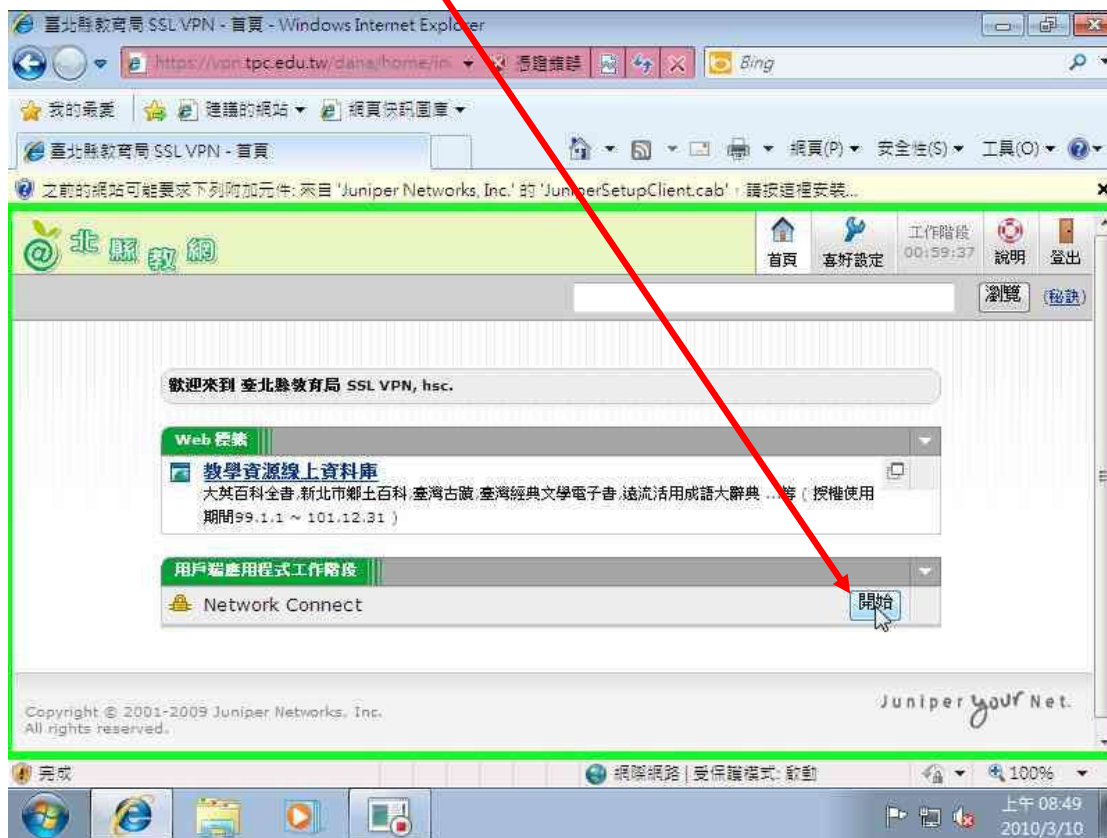 臺北縣教育局 SSL VPN - 首頁 - Windows Internet Explorer
https://vpn.tpc.edu.tw/dana/home/in 憑證錯誤 Bing
我的最愛 建議的網站 網頁快訊圖庫
臺北縣教育局 SSL VPN - 首頁 網頁(P) 安全性(S) 工具(O)
之前的網站可能要求下列附加元件: 來自 'Juniper Networks, Inc.' 的 'JuniperSetupClient.cab'，請按這裡安裝...
@北縣教網 首頁 喜好設定 工作階段 00:59:37 說明 登出
瀏覽 (秘訣)
歡迎來到 臺北縣教育局 SSL VPN, hsc.
Web 標籤
教學資源線上資料庫
大英百科全書,新北市鄉土百科,臺灣古蹟,臺灣經典文學電子書,遠流活用成語大辭典 ...等 ( 授權使用
期間99.1.1 ~ 101.12.31 )
用戶端應用程式工作階段
Network Connect 開始
Copyright © 2001-2009 Juniper Networks, Inc.
All rights reserved.
Juniper your Net.
完成 網際網路 | 受保護模式: 啟動 100%
上午 08:49
2010/3/10